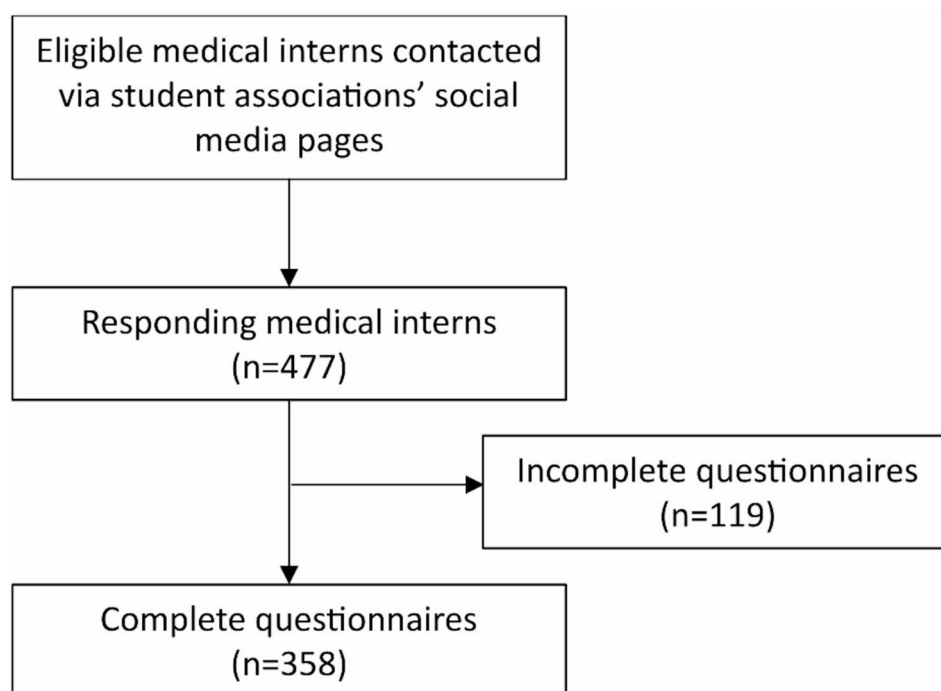 Eligible medical interns contacted
via student associations’ social
media pages
Responding medical interns
(n=477)
Incomplete questionnaires
(n=119)
Complete questionnaires
(n=358)